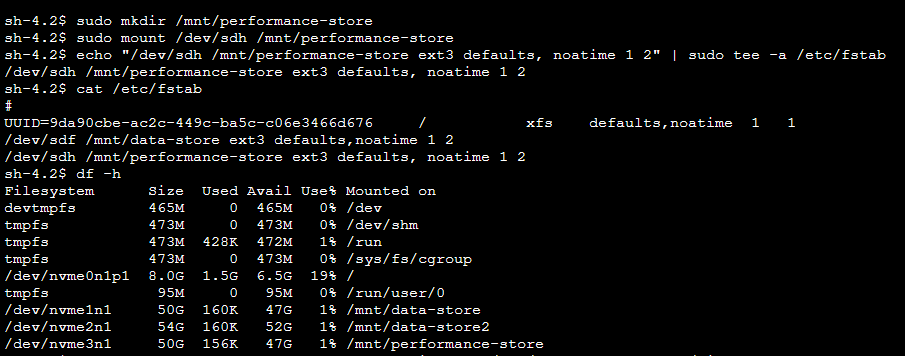 sh-4.2$ sudo mkdir /mnt/performance-store
sh-4.2$ sudo mount /dev/sdh /mnt/performance-store
sh-4.2$ echo "/dev/sdh /mnt/performance-store ext3 defaults, noatime 1 2" | sudo tee -a /etc/fstab
/dev/sdh /mnt/performance-store ext3 defaults, noatime 1 2
sh-4.2$ cat /etc/fstab
#
UUID=9da90cbe-ac2c-449c-ba5c-c06e3466d676     /           xfs    defaults,noatime  1   1
/dev/sdf /mnt/data-store ext3 defaults,noatime 1 2
/dev/sdh /mnt/performance-store ext3 defaults, noatime 1 2
sh-4.2$ df -h
Filesystem      Size  Used Avail Use% Mounted on
devtmpfs        465M     0  465M   0% /dev
tmpfs           473M     0  473M   0% /dev/shm
tmpfs           473M  428K  472M   1% /run
tmpfs           473M     0  473M   0% /sys/fs/cgroup
/dev/nvme0n1p1  8.0G  1.5G  6.5G  19% /
tmpfs            95M     0   95M   0% /run/user/0
/dev/nvme1n1     50G  160K   47G   1% /mnt/data-store
/dev/nvme2n1     54G  160K   52G   1% /mnt/data-store2
/dev/nvme3n1     50G  156K   47G   1% /mnt/performance-store